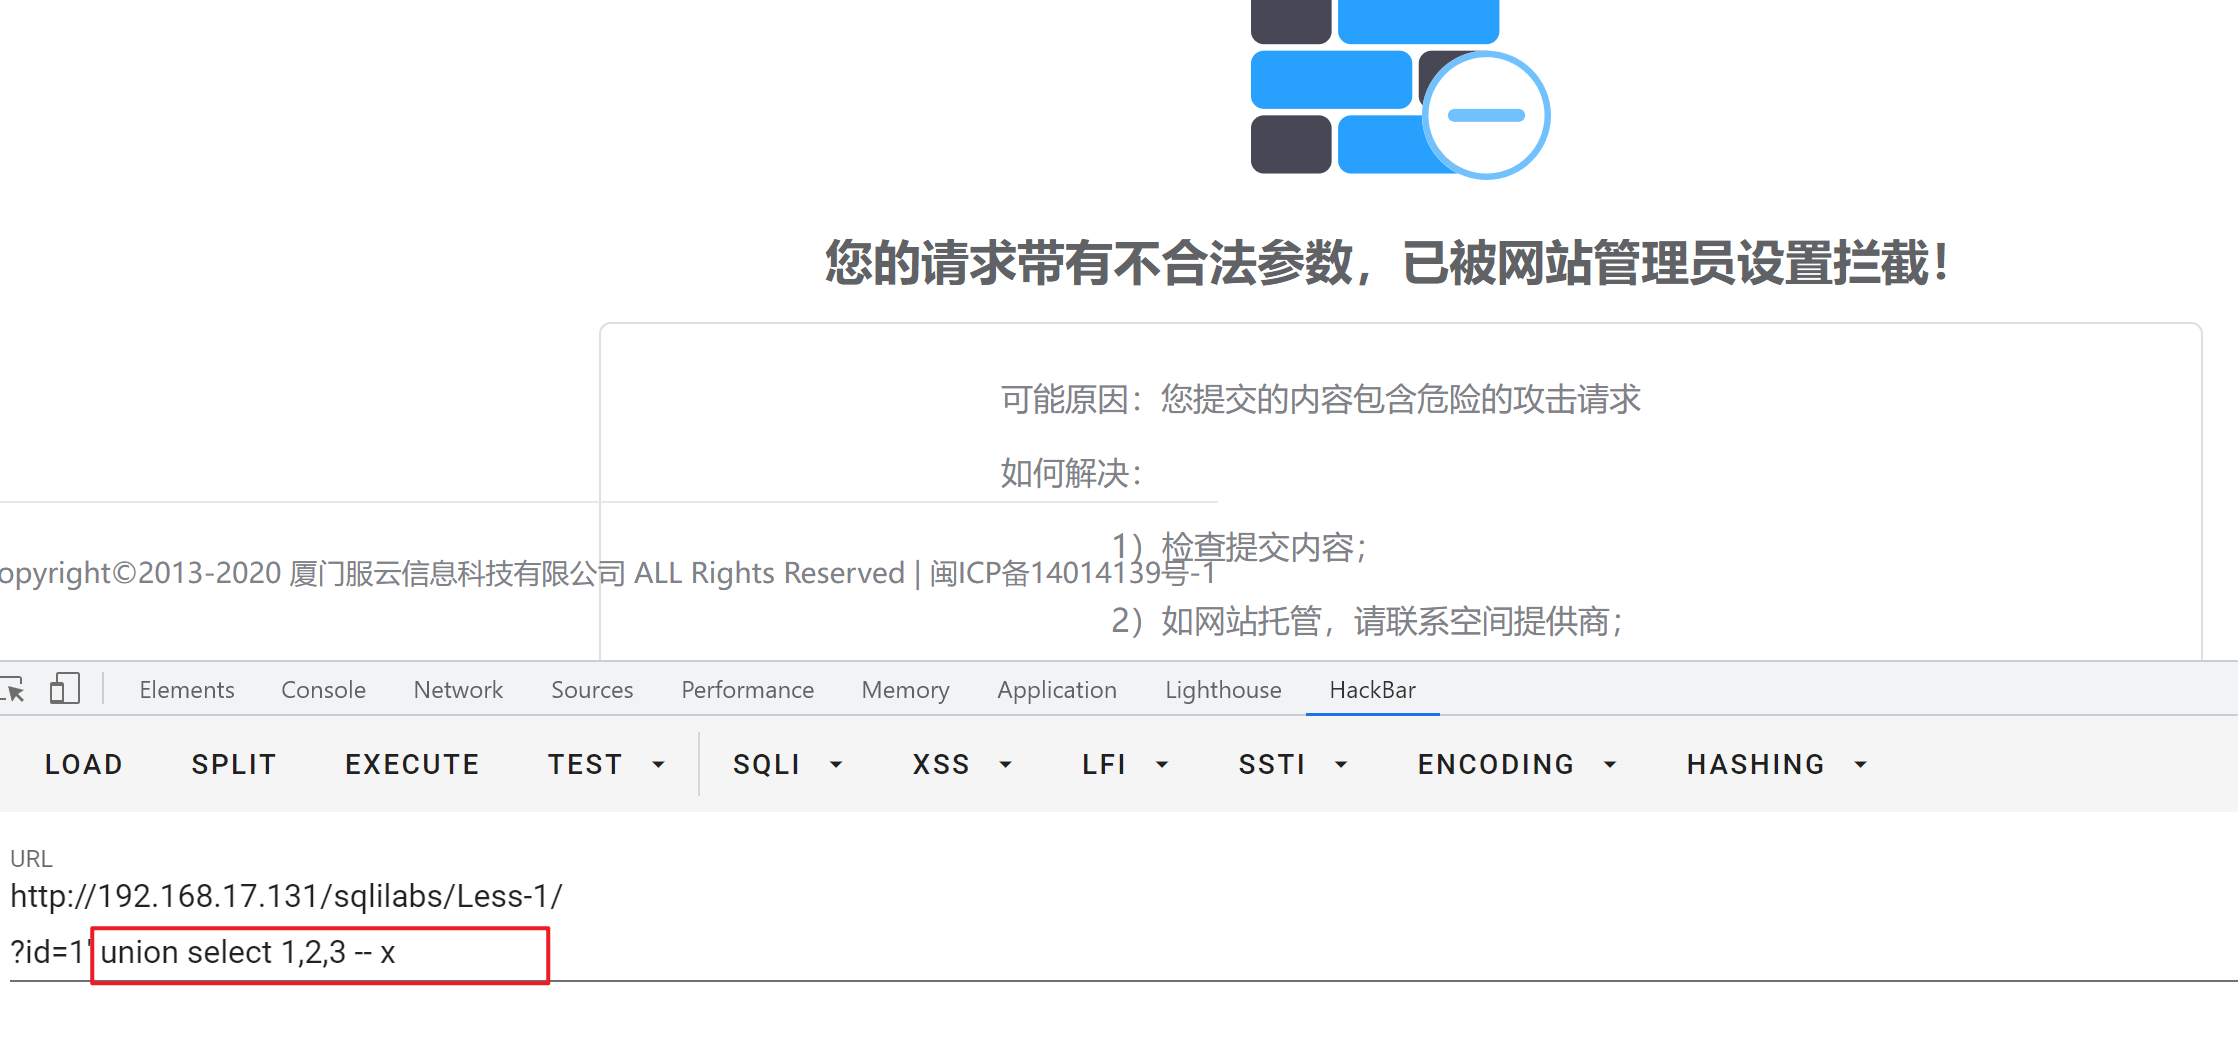 您的请求带有不合法参数，已被网站管理员设置拦截！
可能原因：您提交的内容包含危险的攻击请求
如何解决：
1）检查提交内容；
opyright©2013-2020 厦门服云信息科技有限公司 ALL Rights Reserved | 闽ICP备14014139号-1
2）如网站托管，请联系空间提供商；
Elements Console Network Sources Performance Memory Application Lighthouse HackBar
LOAD SPLIT EXECUTE TEST SQLI XSS LFI SSTI ENCODING HASHING
URL
http://192.168.17.131/sqlilabs/Less-1/
?id=1' union select 1,2,3 -- x